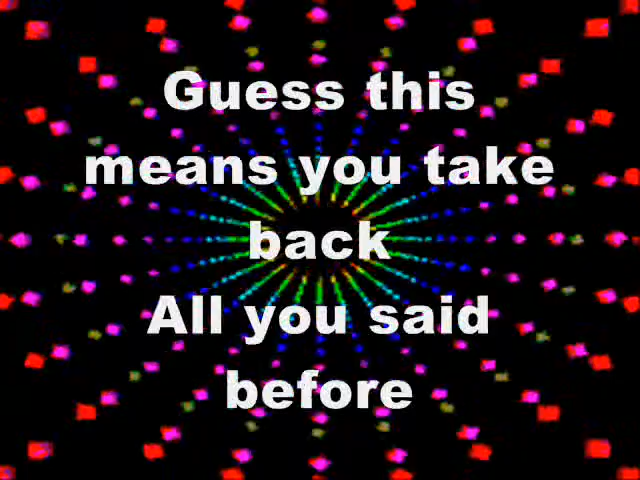 Guess this
means you take
back
All you said
before